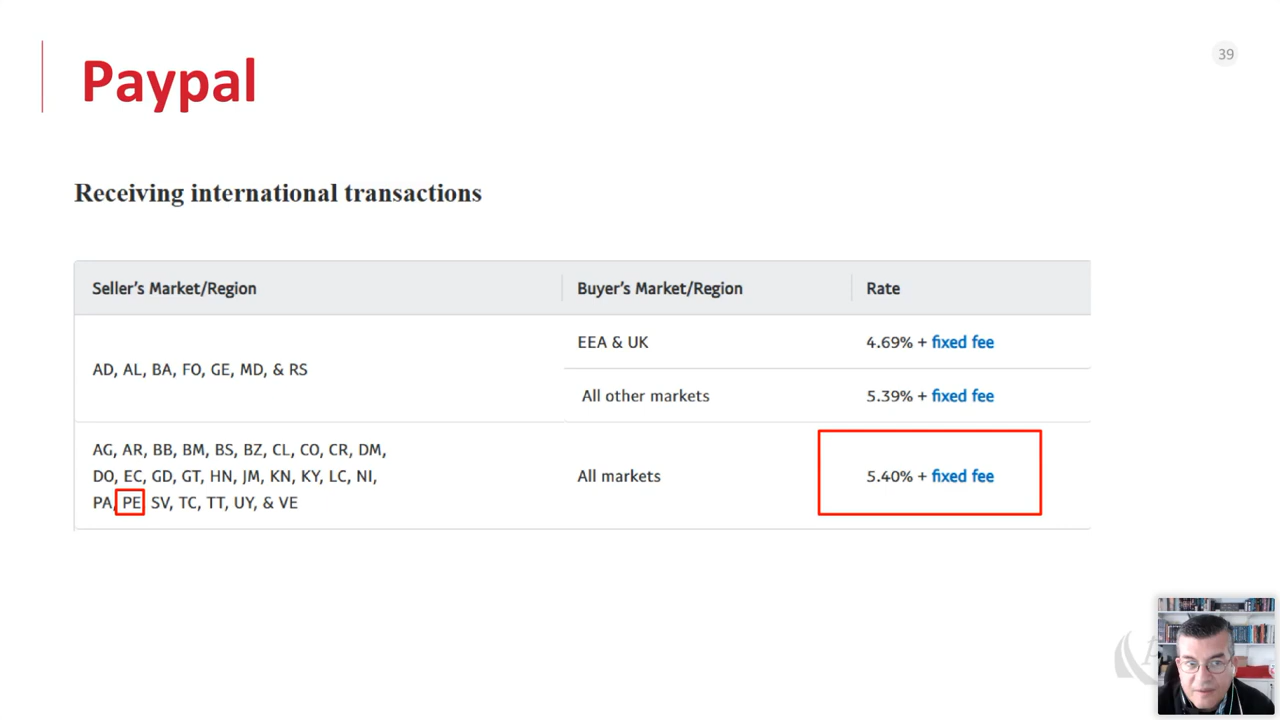 39
Paypal
Receiving international transactions
Seller's Market/Region Buyer's Market/Region Rate
AD, AL, BA, FO, GE, MD, & RS
EEA & UK 4.69% + fixed fee
All other markets 5.39% + fixed fee
AG, AR, BB, BM, BS, BZ, CL, CO, CR, DM,
DO, EC, GD, GT, HN, JM, KN, KY, LC, NI,
PA, PE, SV, TC, TT, UY, & VE
All markets 5.40% + fixed fee